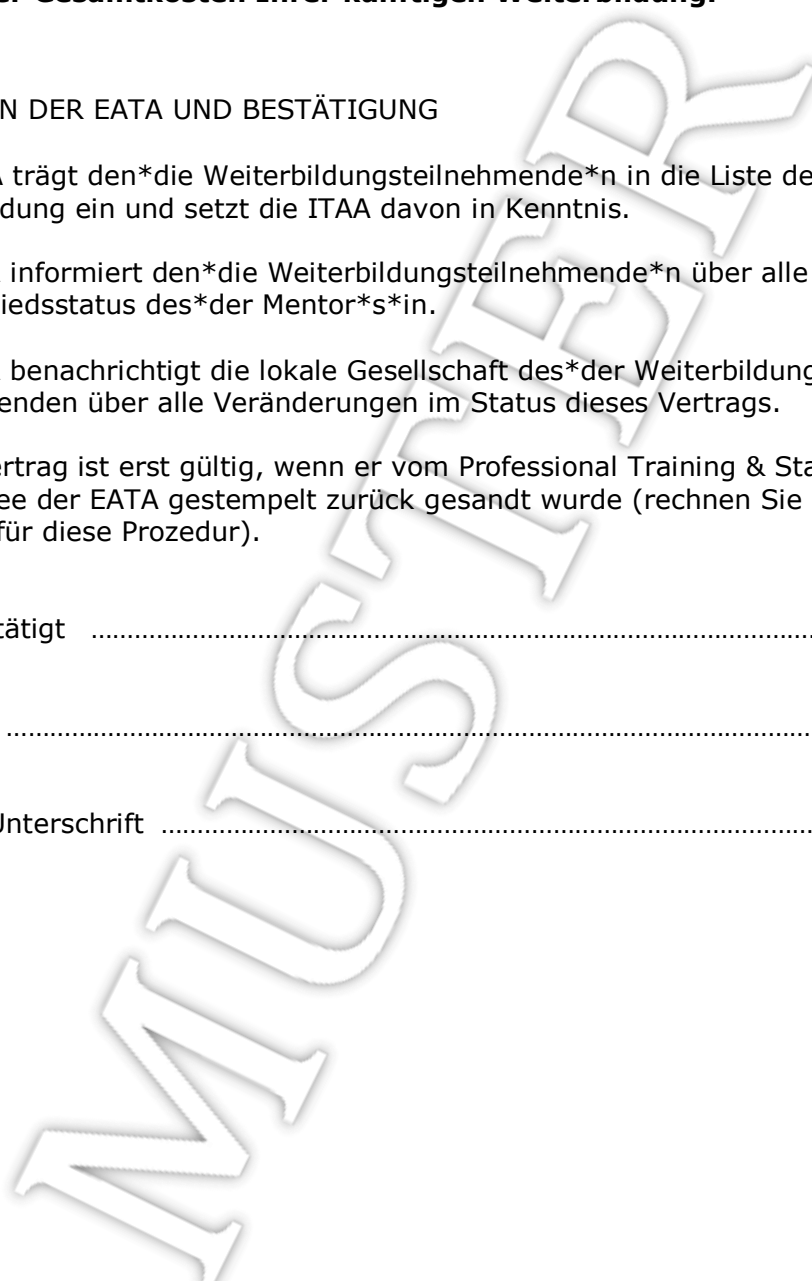 er Gesamtkosten Ihrer künftigen Weiterbildung.
N DER EATA UND BESTÄTIGUNG
A trägt den*die Weiterbildungsteilnehmende*n in die Liste de
dung ein und setzt die ITAA davon in Kenntnis.
informiert den*die Weiterbildungsteilnehmende*n über alle
iedsstatus des*der Mentor*s*in.
benachrichtigt die lokale Gesellschaft des*der Weiterbildung
enden über alle Veränderungen im Status dieses Vertrags.
ertrag ist erst gültig, wenn er vom Professional Training & Sta
ee der EATA gestempelt zurück gesandt wurde (rechnen Sie
für diese Prozedur).
tätigt ……………………………………………………………………………
……………………………………………………………………………………
Unterschrift ……………………………………………………………………
MUSTER